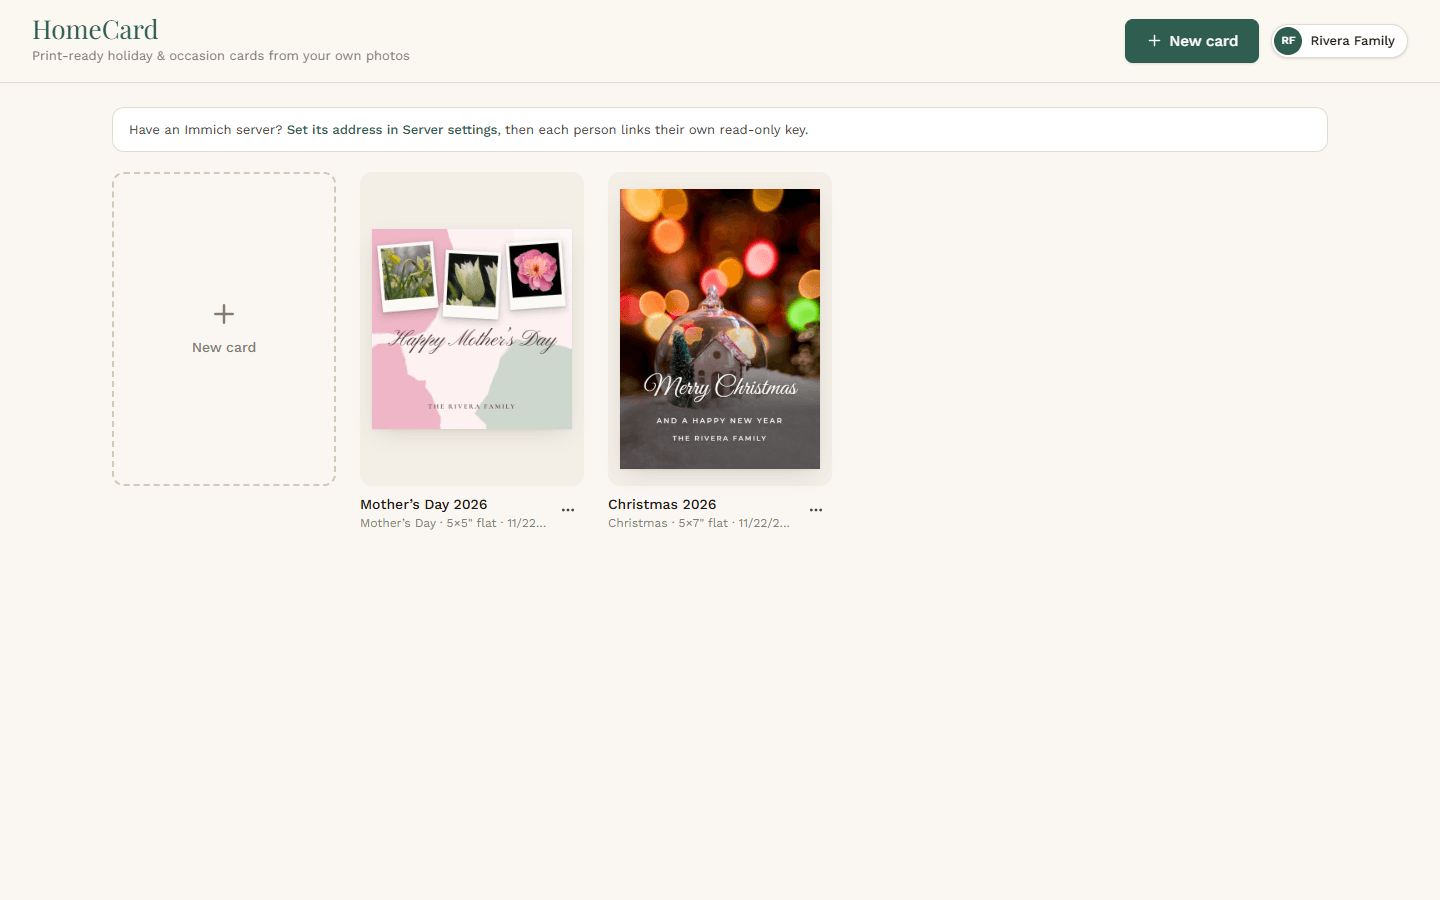 HomeCard
Print-ready holiday & occasion cards from your own photos
+ New card
RF Rivera Family
Have an Immich server? Set its address in Server settings, then each person links their own read-only key.
New card
Happy Mother's Day
THE RIVERA FAMILY
Mother’s Day 2026
Mother’s Day · 5×5" flat · 11/22...
Merry Christmas
AND A HAPPY NEW YEAR
THE RIVERA FAMILY
Christmas 2026
Christmas · 5×7" flat · 11/22/2...